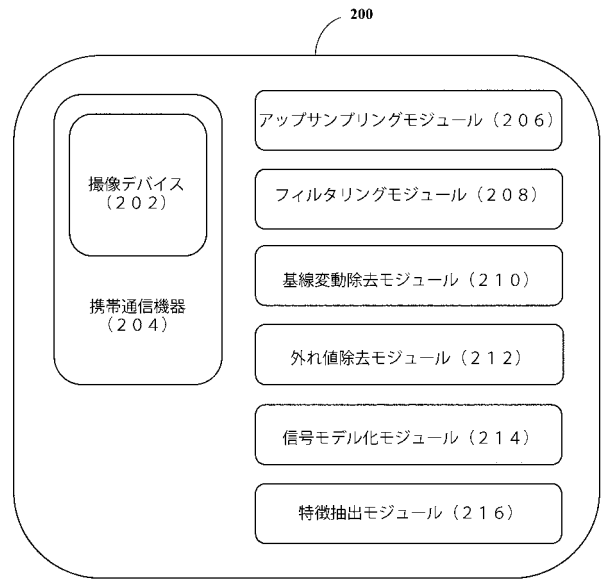 200
撮像デバイス
（２０２）
携帯通信機器
（２０４）
アップサンプリングモジュール（２０６）
フィルタリングモジュール（２０８）
基線変動除去モジュール（２１０）
外れ値除去モジュール（２１２）
信号モデル化モジュール（２１４）
特徴抽出モジュール（２１６）